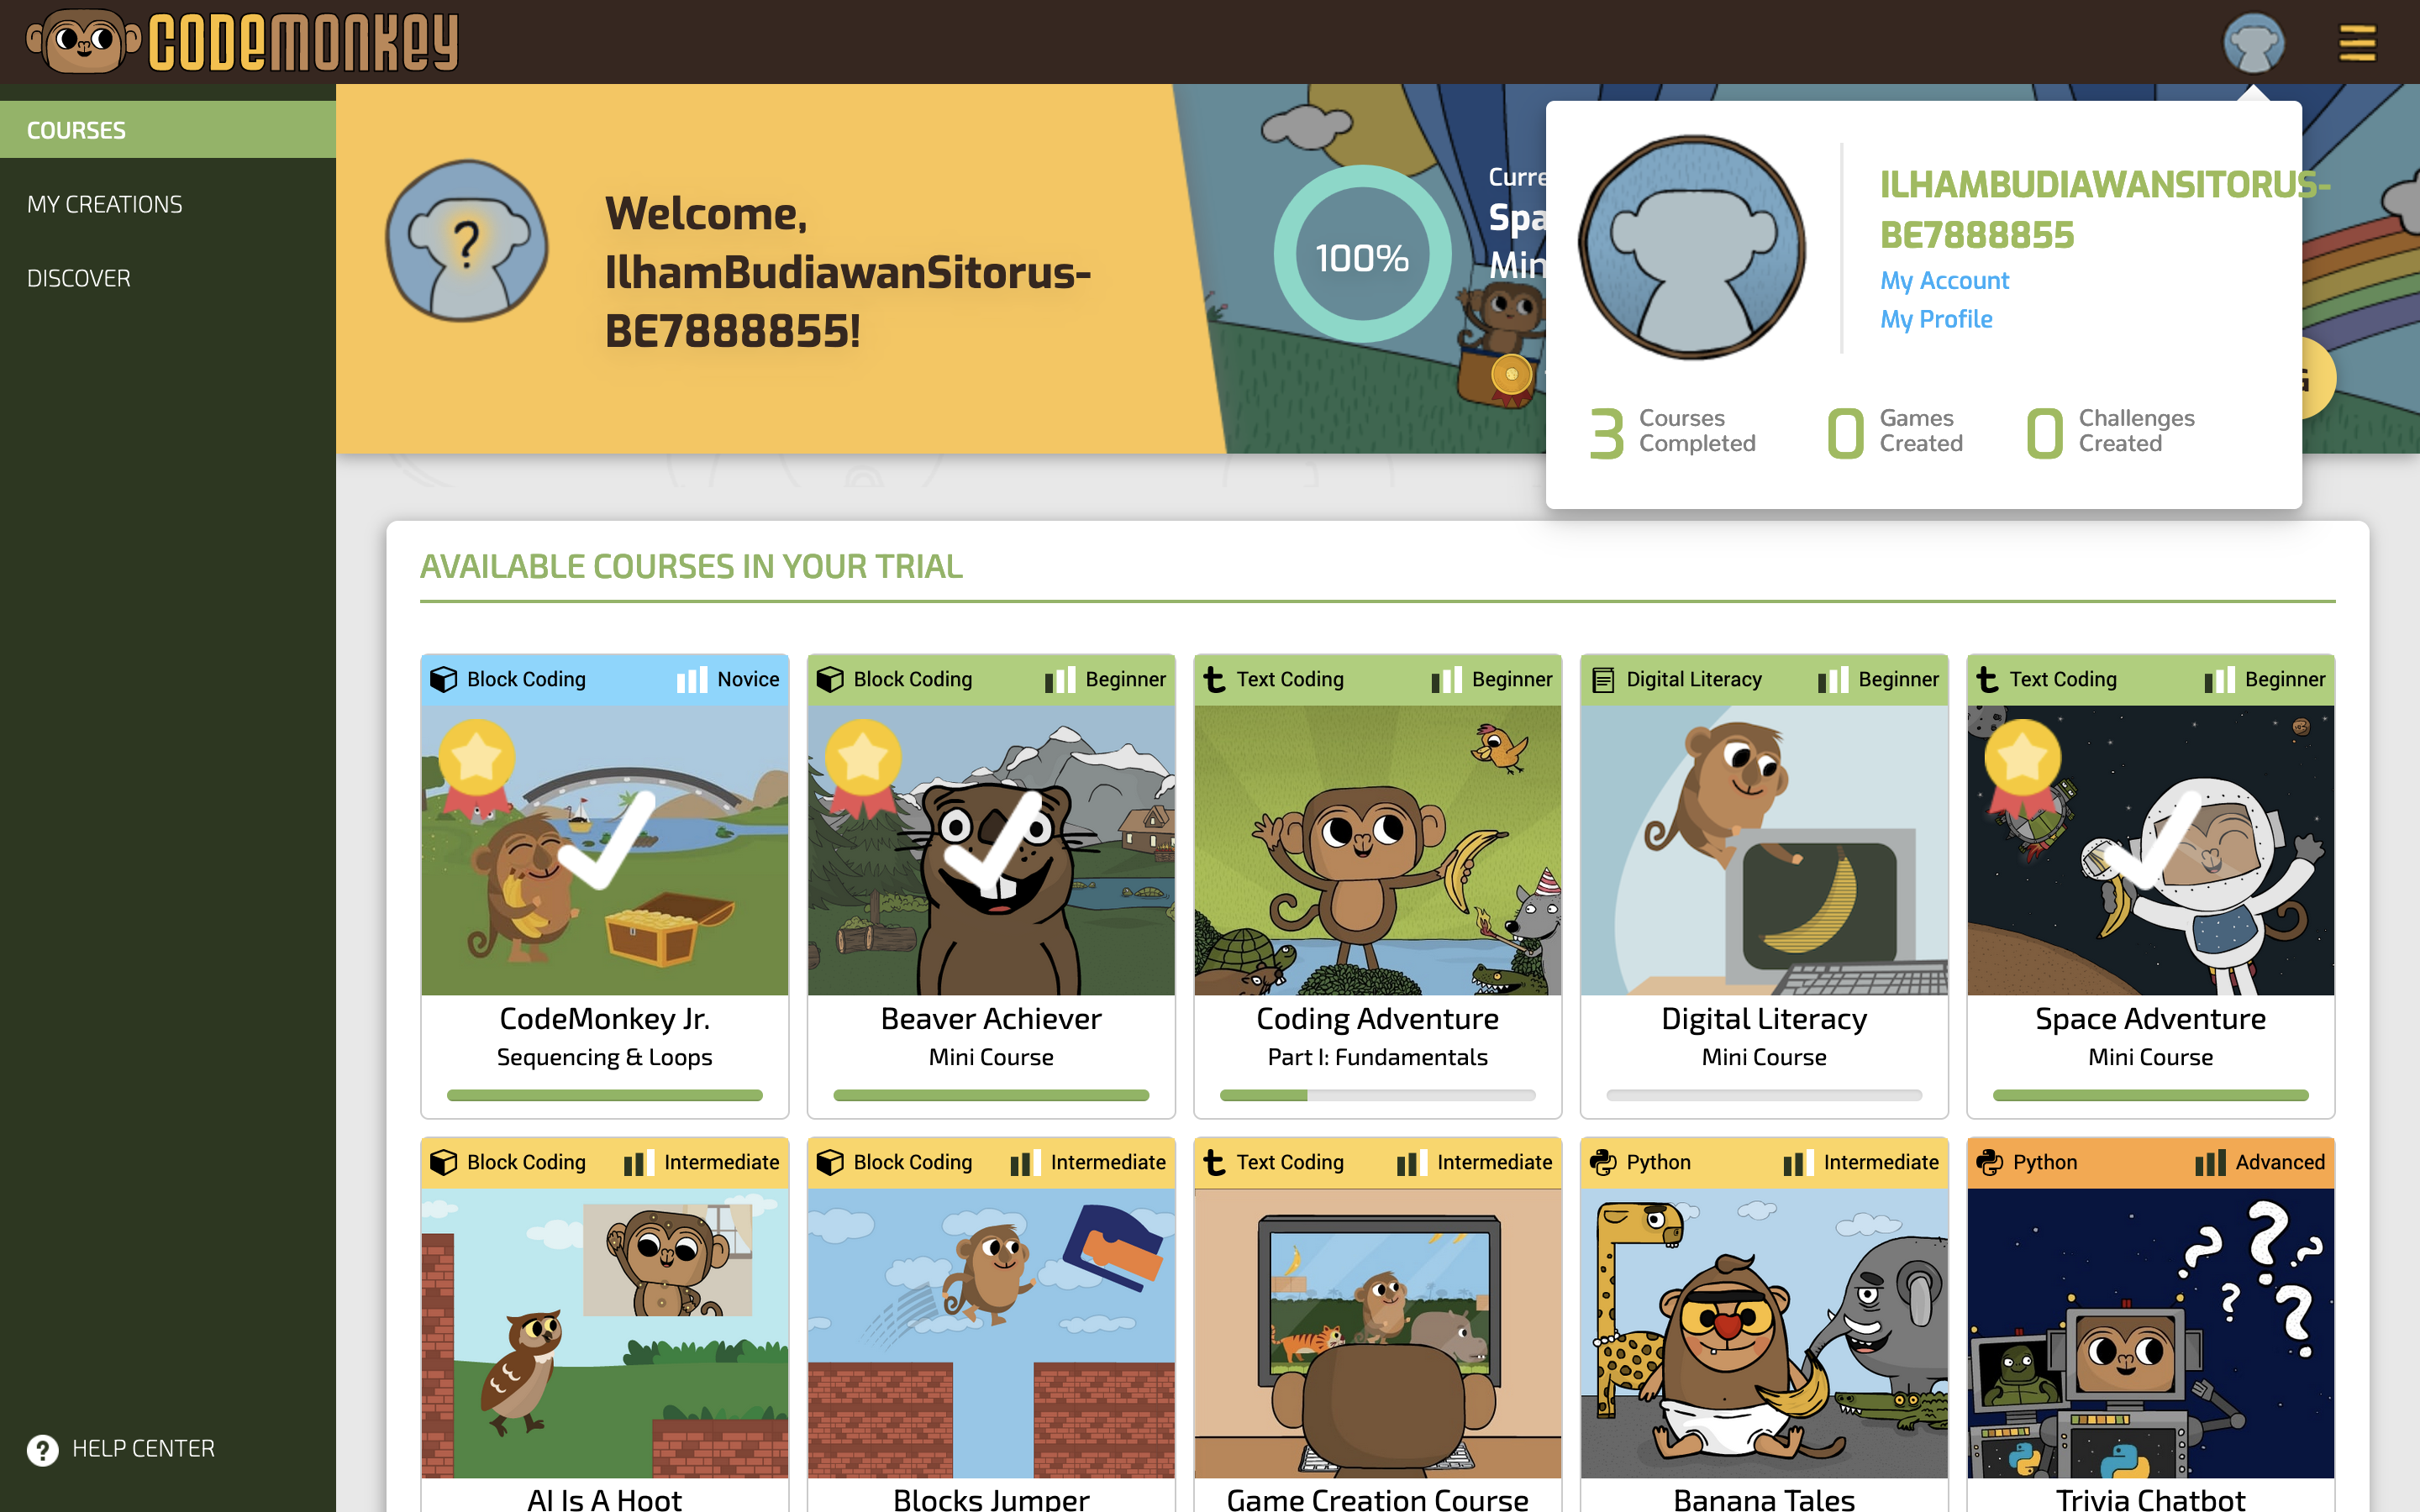 CODEMONKEY
COURSES
MY CREATIONS
DISCOVER
HELP CENTER
?
Welcome,
IlhamBudiawanSitorus-
BE7888855!
100%
ILHAMBUDIAWANSITORUS-
BE7888855
My Account
My Profile
3 Courses Completed
0 Games Created
0 Challenges Created
AVAILABLE COURSES IN YOUR TRIAL
Block Coding Novice
CodeMonkey Jr.
Sequencing & Loops
Block Coding Beginner
Beaver Achiever
Mini Course
Text Coding Beginner
Coding Adventure
Part I: Fundamentals
Digital Literacy Beginner
Digital Literacy
Mini Course
Text Coding Beginner
Space Adventure
Mini Course
Block Coding Intermediate
AI Is A Hoot
Block Coding Intermediate
Blocks Jumper
Text Coding Intermediate
Game Creation Course
Python Intermediate
Banana Tales
Python Advanced
Trivia Chatbot